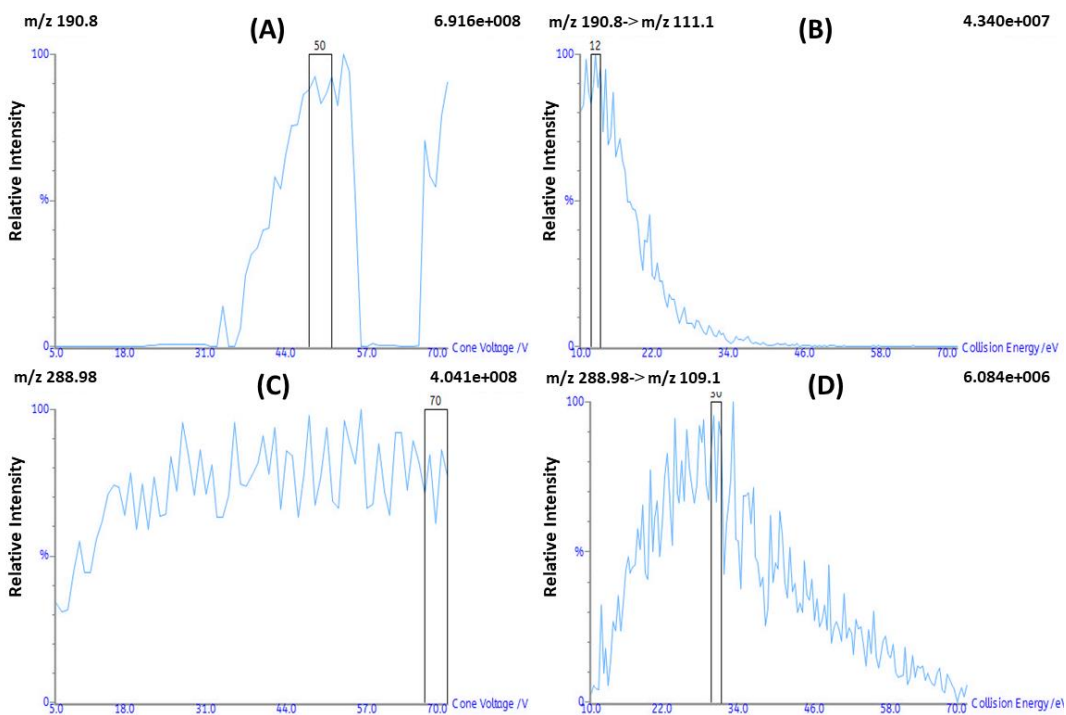 m/z 190.8 (A) 6.916e+008
50
100
%
0
Relative Intensity
5.0 18.0 31.0 44.0 57.0 70.0 Cone Voltage /V
m/z 190.8-> m/z 111.1 (B) 4.340e+007
12
100
%
0
Relative Intensity
10.0 22.0 34.0 46.0 58.0 70.0 Collision Energy /eV
m/z 288.98 (C) 4.041e+008
70
100
%
0
Relative Intensity
5.0 18.0 31.0 44.0 57.0 70.0 Cone Voltage /V
m/z 288.98-> m/z 109.1 (D) 6.084e+006
30
100
%
0
Relative Intensity
10.0 22.0 34.0 46.0 58.0 70.0 Collision Energy /eV